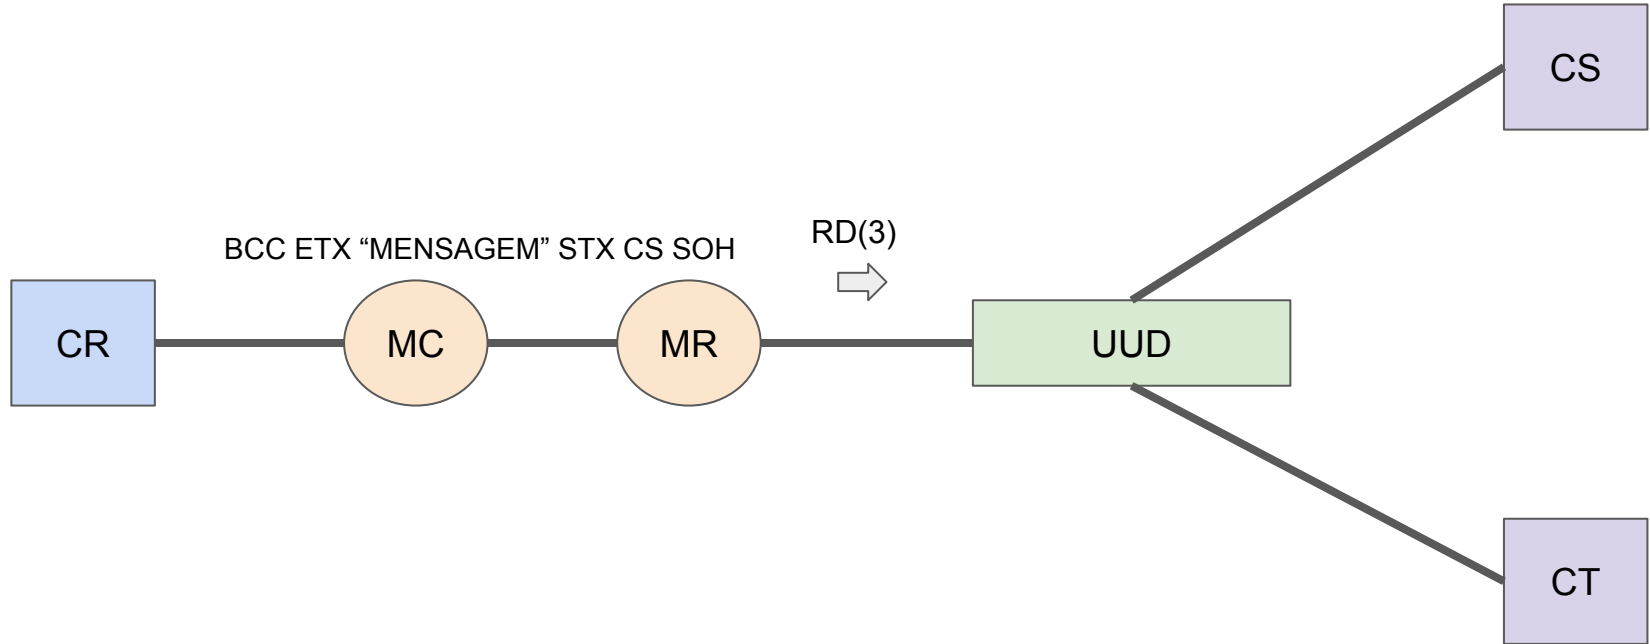 CS
RD(3)
BCC ETX “MENSAGEM” STX CS SOH
CR
MC
MR
UUD
CT